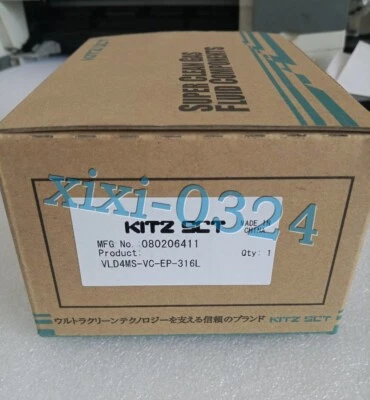 KITZ SCT
SUPER CLEAN GAS
FLUID COMPONENTS
xixi-0324
KITZ SCT
MADE IN
CHINA
MFG No. 080206411
Product:
Qty: 1
VLD4MS-VC-EP-316L
ウルトラクリーンテクノロジーを支える信頼のブランド KITZ SCT